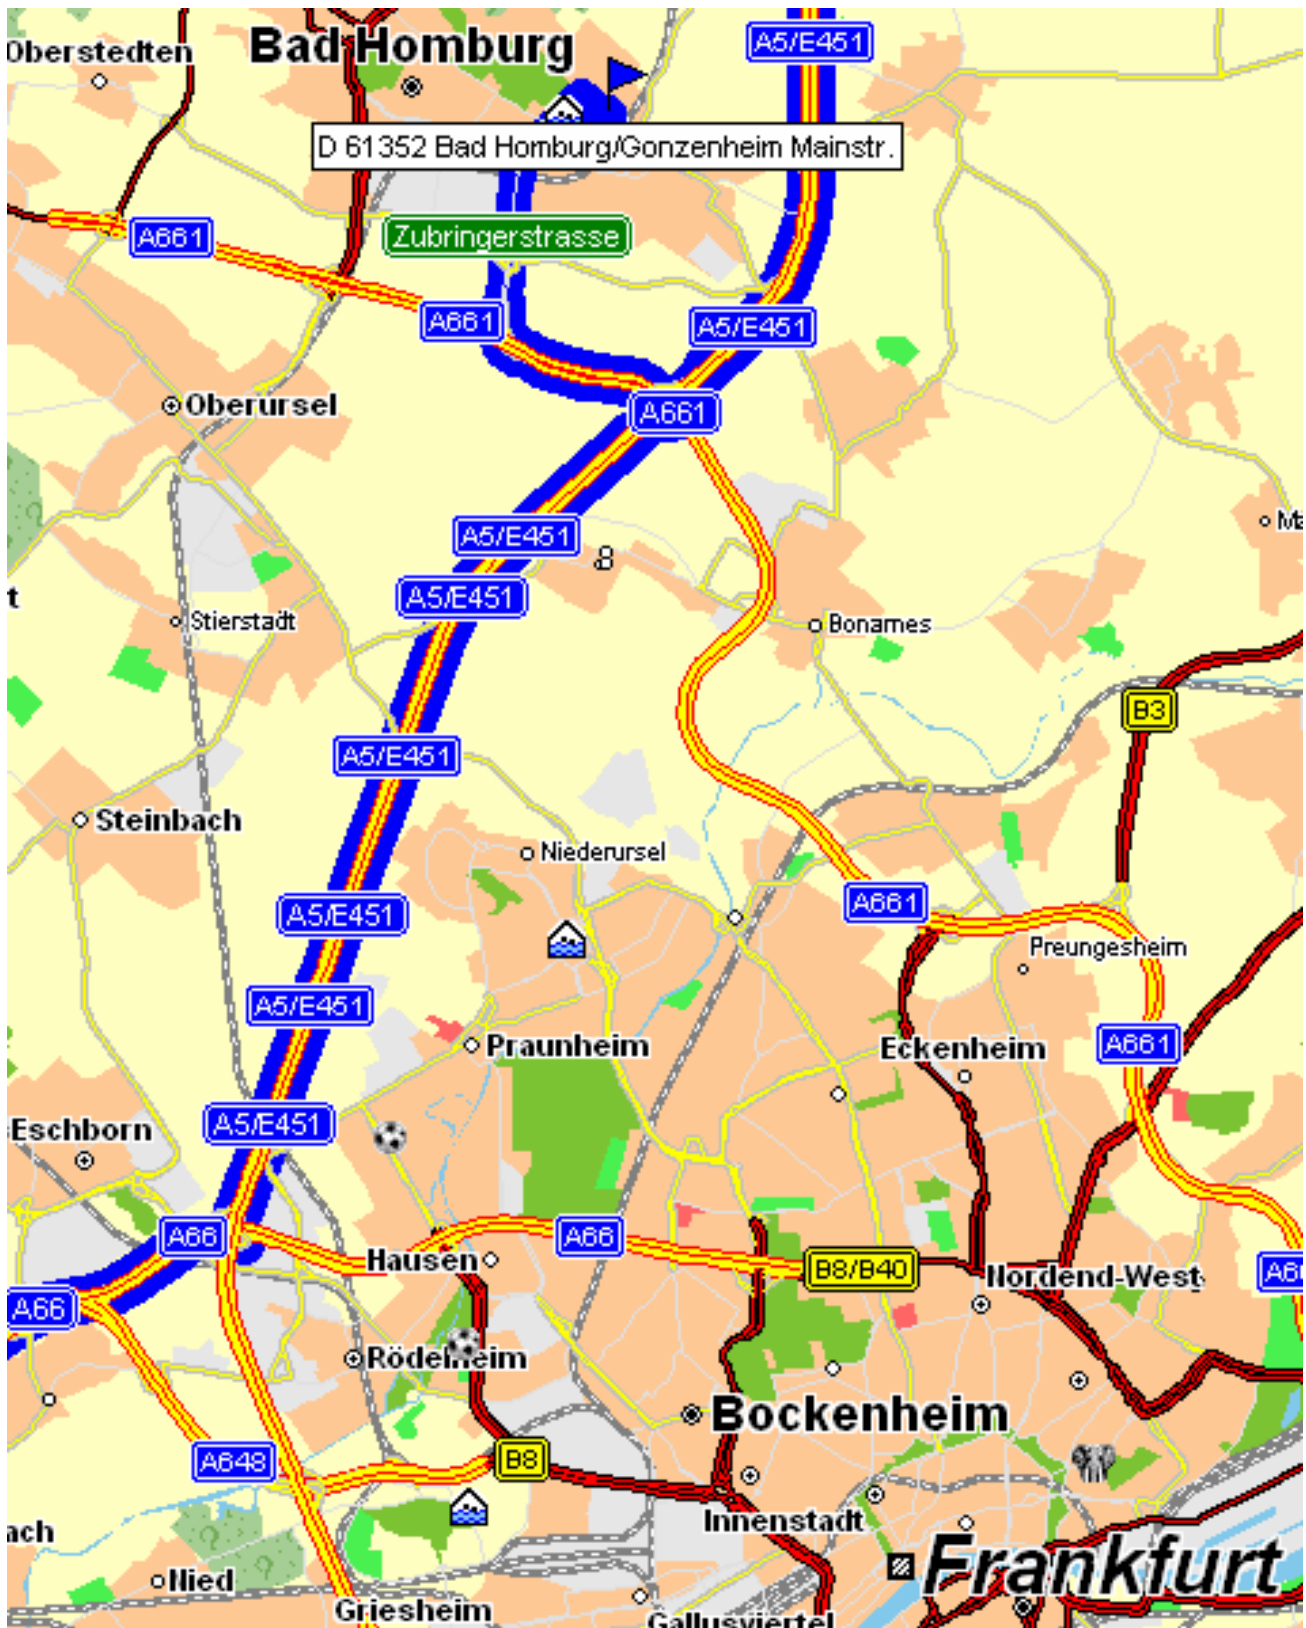 Oberstedten
Bad Homburg
A5/E451
D 61352 Bad Homburg/Gonzenheim Mainstr.
A661
Zubringerstrasse
A661
A5/E451
Oberursel
A661
A5/E451
A5/E451
Stierstadt
Bonames
B3
A5/E451
Steinbach
Niederursel
A5/E451
A661
Preungesheim
A5/E451
Praunheim
Eckenheim
A661
Eschborn
A5/E451
A66
A66
Hausen
B8/B40
Nordend-West
A66
Rödelheim
Bockenheim
A648
B8
Innenstadt
ach
Frankfurt
Nied
Griesheim
Gallusviertel